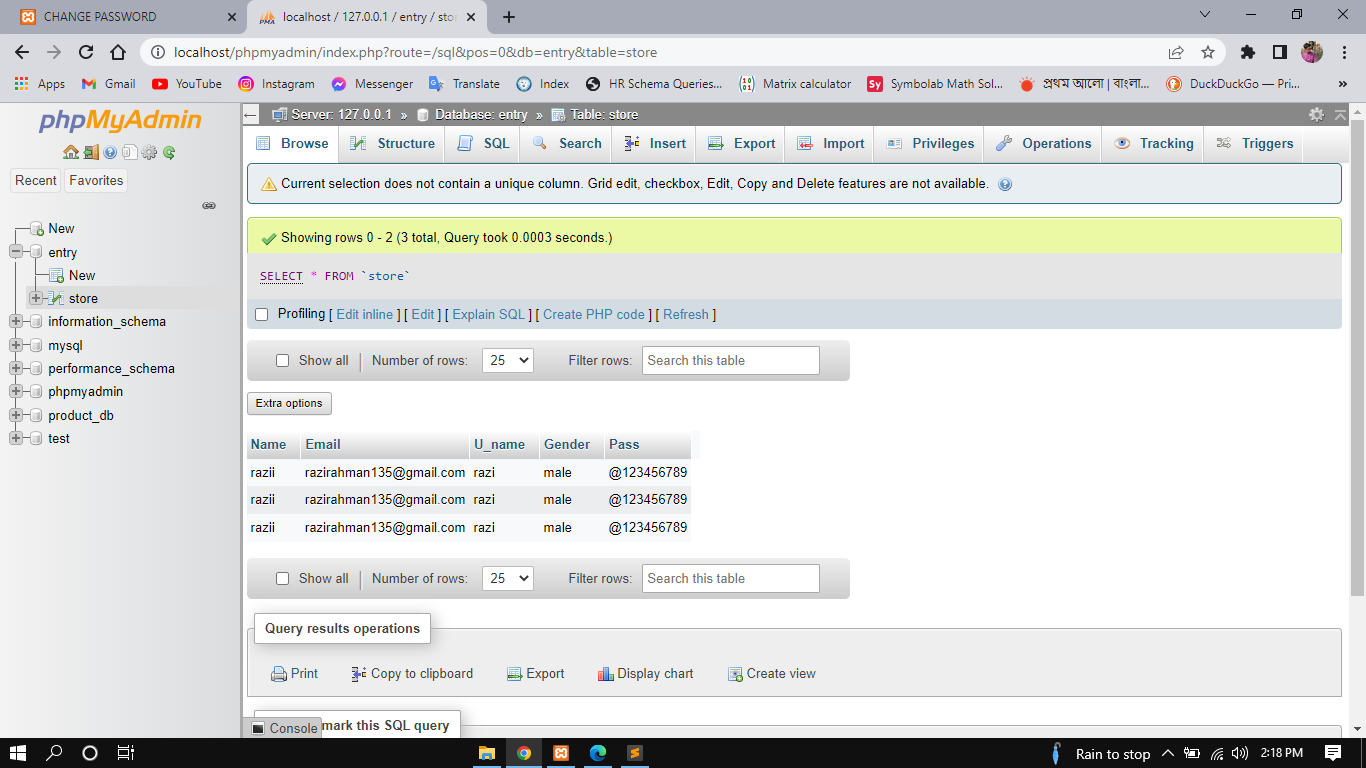 CHANGE PASSWORD
localhost / 127.0.0.1 / entry / stor
localhost/phpmyadmin/index.php?route=/sql&pos=0&db=entry&table=store
Apps Gmail YouTube Instagram Messenger Translate Index HR Schema Queries... Matrix calculator Symbolab Math Sol... প্রথম আলো | বাংলা... DuckDuckGo — Pri... »
phpMyAdmin
Recent Favorites
New
entry
New
store
information_schema
mysql
performance_schema
phpmyadmin
product_db
test
Server: 127.0.0.1 » Database: entry » Table: store
Browse Structure SQL Search Insert Export Import Privileges Operations Tracking Triggers
Current selection does not contain a unique column. Grid edit, checkbox, Edit, Copy and Delete features are not available.
Showing rows 0 - 2 (3 total, Query took 0.0003 seconds.)
SELECT * FROM `store`
Profiling [ Edit inline ] [ Edit ] [ Explain SQL ] [ Create PHP code ] [ Refresh ]
Show all Number of rows: 25 Filter rows: Search this table
Extra options
Name Email U_name Gender Pass
razii razirahman135@gmail.com razi male @123456789
razii razirahman135@gmail.com razi male @123456789
razii razirahman135@gmail.com razi male @123456789
Show all Number of rows: 25 Filter rows: Search this table
Query results operations
Print Copy to clipboard Export Display chart Create view
Console mark this SQL query
Rain to stop 2:18 PM